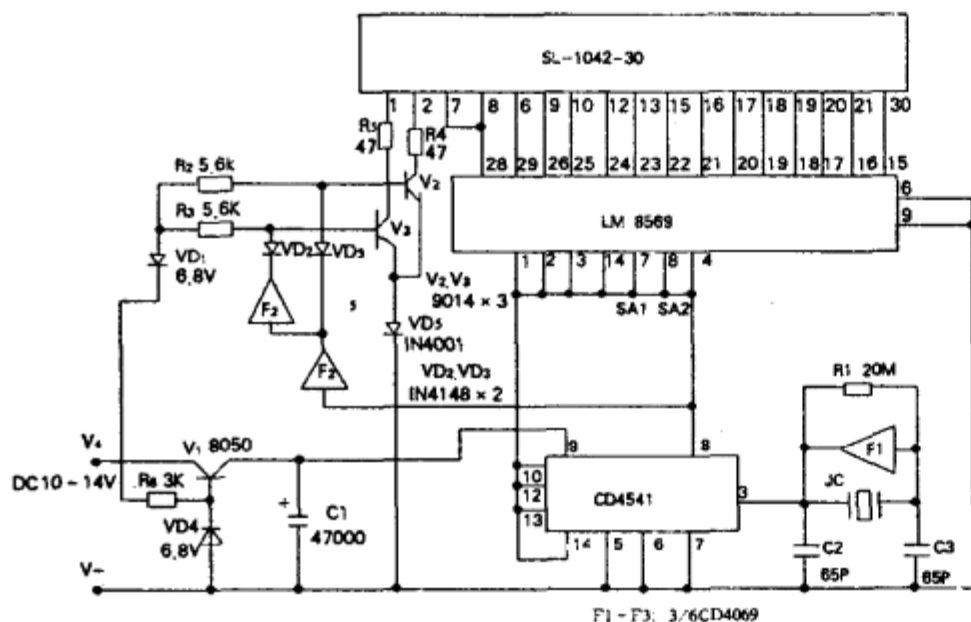 SL-1042-30
1 2 7 8 6 9 10 12 13 15 16 17 18 19 20 21 30
R5
47
R4
47
28 29 26 25 24 23 22 21 20 19 18 17 16 15
R2 5,6k
V2
R3 5,6K
V3
LM 8569
6
9
VD1
6,8V
VD2
VD3
F2
5
V2,V3
9014 × 3
1 2 3 14 7 8 4
SA1 SA2
VD5
IN4001
F2
VD2,VD3
IN4148 × 2
R1 20M
F1
V1 8050
V+
9
8
DC10-14V
R6 3K
10
12
13
CD4541
3
JC
C1
47000
+
VD4
6,8V
14 5 6 7
C2
65P
C3
65P
V-
F1-F3: 3/6CD4069